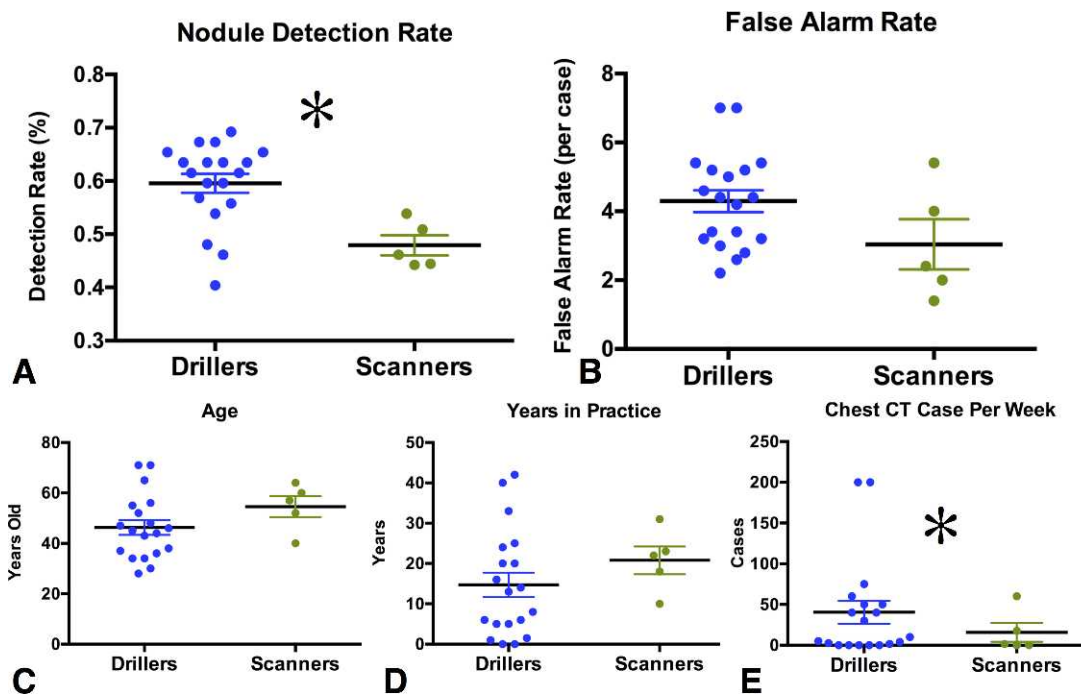 Nodule Detection Rate
Detection Rate (%)
0.8
0.7
0.6
0.5
0.4
0.3
*
Drillers Scanners
A
False Alarm Rate
False Alarm Rate (per case)
8
6
4
2
0
Drillers Scanners
B
Age
Years Old
80
60
40
20
0
Drillers Scanners
C
Years in Practice
Years
50
40
30
20
10
0
Drillers Scanners
D
Chest CT Case Per Week
Cases
250
200
150
100
50
0
*
Drillers Scanners
E